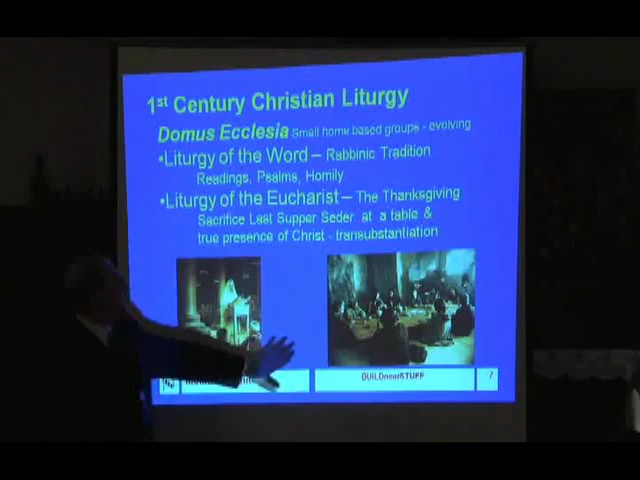 1st Century Christian Liturgy
Domus Ecclesia Small home based groups - evolving
•Liturgy of the Word – Rabbinic Tradition
Readings, Psalms, Homily
•Liturgy of the Eucharist – The Thanksgiving
Sacrifice Last Supper Seder at a table &
true presence of Christ - transubstantiation
7